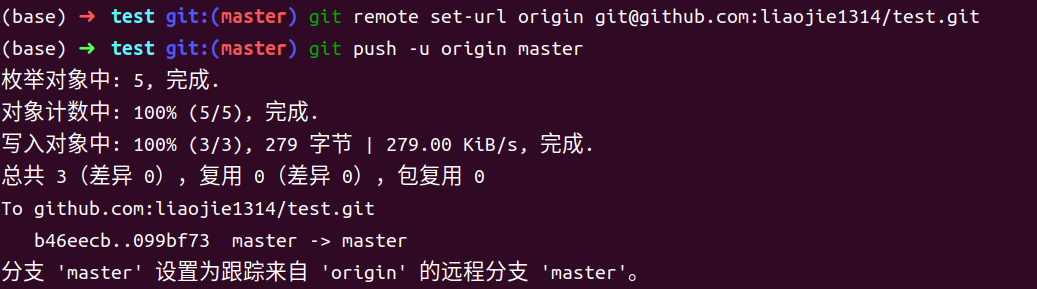 (base) ➜ test git:(master) git remote set-url origin git@github.com:liaojie1314/test.git
(base) ➜ test git:(master) git push -u origin master
枚举对象中: 5, 完成.
对象计数中: 100% (5/5), 完成.
写入对象中: 100% (3/3), 279 字节 | 279.00 KiB/s, 完成.
总共 3（差异 0），复用 0（差异 0），包复用 0
To github.com:liaojie1314/test.git
   b46eecb..099bf73  master -> master
分支 'master' 设置为跟踪来自 'origin' 的远程分支 'master'。